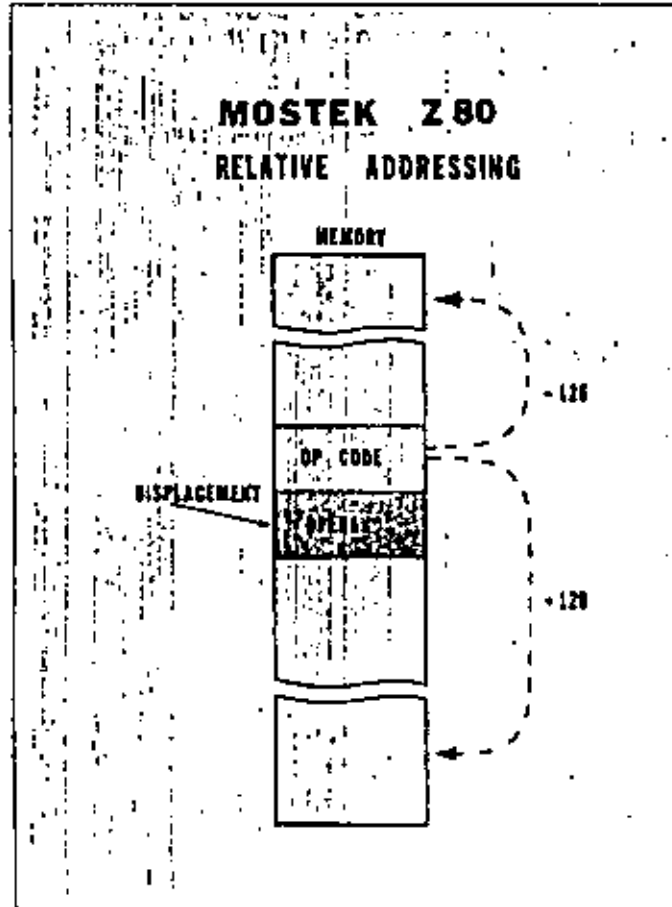 MOSTEK Z80
RELATIVE ADDRESSING
MEMORY
OP CODE
DISPLACEMENT